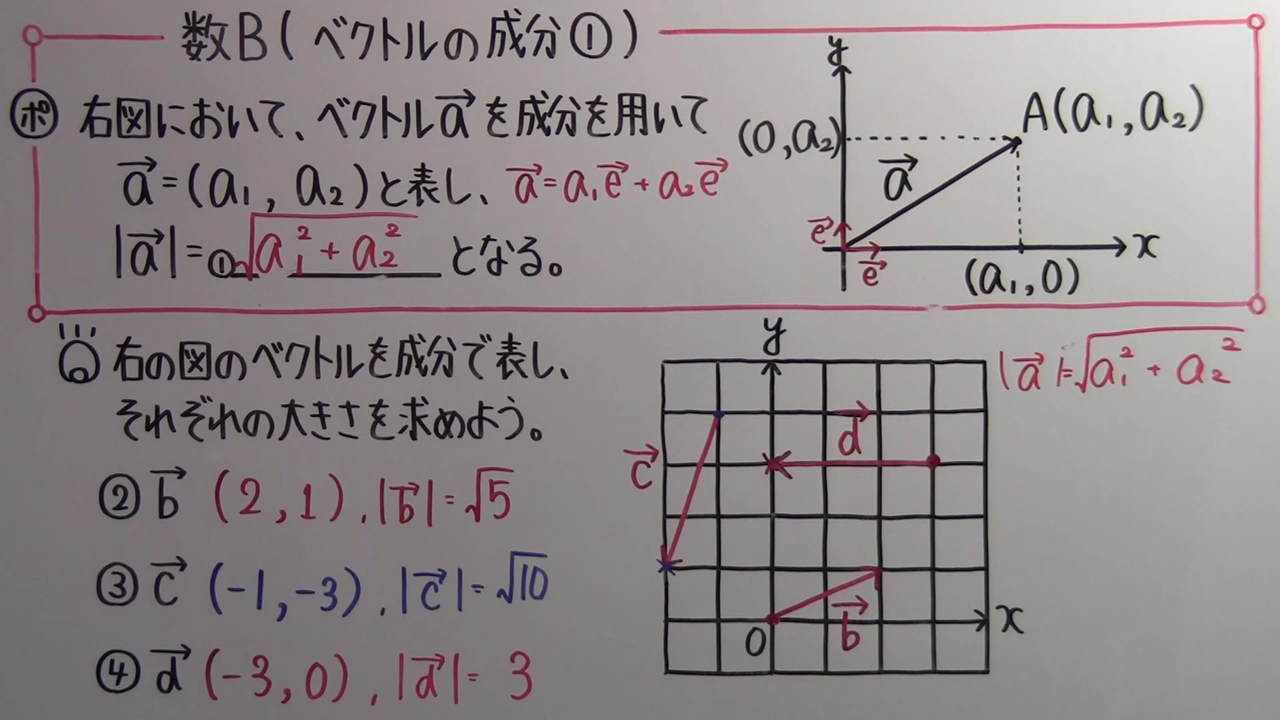 数B(ベクトルの成分①)
ポ 右図において、ベクトルa→を成分を用いて
a→=(a₁, a₂)と表し、a→=a₁e→+a₂e→
|a→|=①√(a₁²+a₂²) となる。
y
A(a₁,a₂)
(0,a₂)
a→
e→
e→
x
(a₁,0)
右の図のベクトルを成分で表し、
それぞれの大きさを求めよう。
② b→ (2,1), |b→|=√5
③ c→ (-1,-3), |c→|=√10
④ d→ (-3,0), |d→|=3
y
|a→|=√(a₁²+a₂²)
d→
c→
b→
O
x